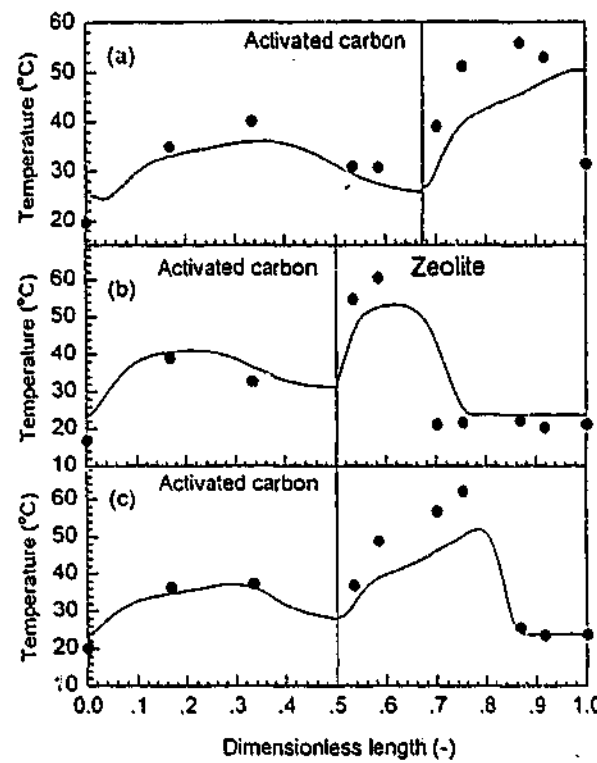 60
Activated carbon
(a)
50
40
30
20
Temperature (°C)
Activated carbon
Zeolite
(b)
60
50
40
30
20
10
Temperature (°C)
Activated carbon
(c)
60
50
40
30
20
10
Temperature (°C)
0.0 .1 .2 .3 .4 .5 .6 .7 .8 .9 1.0
Dimensionless length (-)